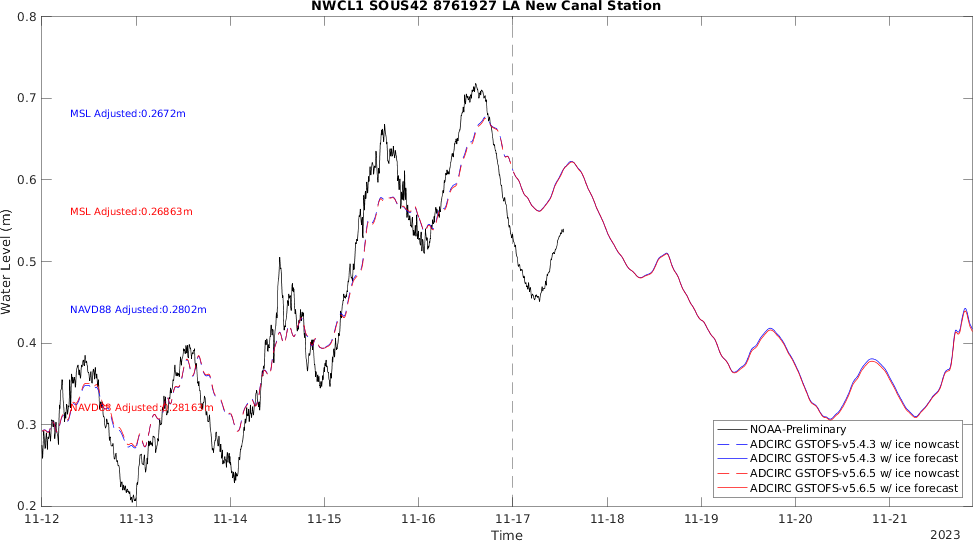 NWCL1 SOUS42 8761927 LA New Canal Station
0.8
0.7
0.6
0.5
0.4
0.3
0.2
Water Level (m)
MSL Adjusted:0.2672m
MSL Adjusted:0.26863m
NAVD88 Adjusted:0.2802m
NAVD88 Adjusted:0.28163m
NOAA-Preliminary
ADCIRC GSTOFS-v5.4.3 w/ ice nowcast
ADCIRC GSTOFS-v5.4.3 w/ ice forecast
ADCIRC GSTOFS-v5.6.5 w/ ice nowcast
ADCIRC GSTOFS-v5.6.5 w/ ice forecast
11-12 11-13 11-14 11-15 11-16 11-17 11-18 11-19 11-20 11-21
Time
2023